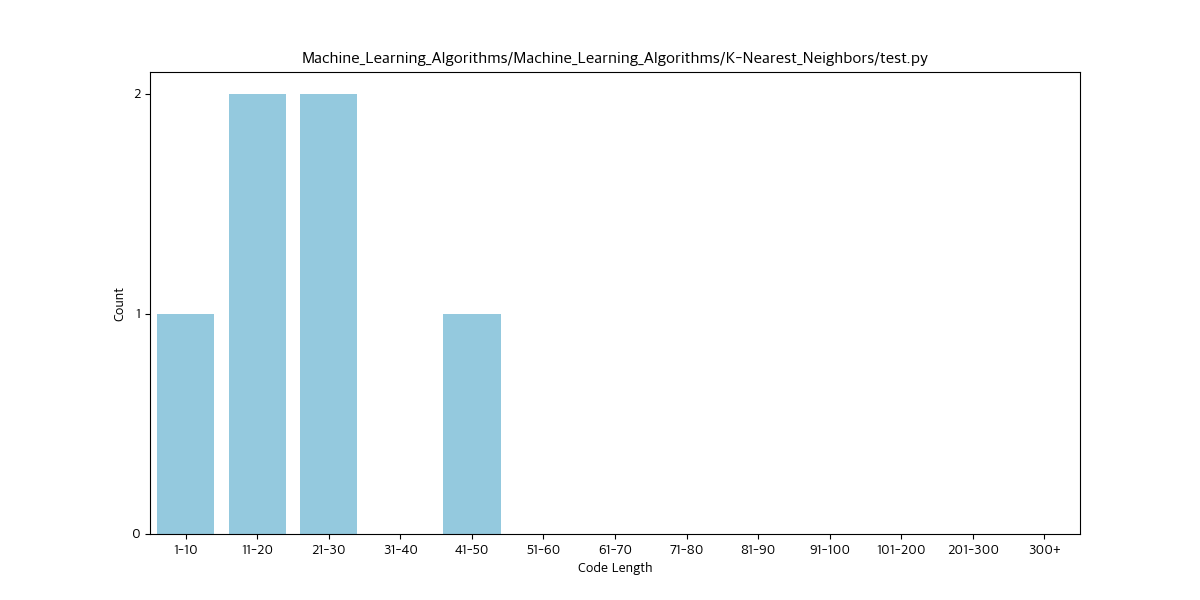 Machine_Learning_Algorithms/Machine_Learning_Algorithms/K-Nearest_Neighbors/test.py
2
1
0
Count
1-10 11-20 21-30 31-40 41-50 51-60 61-70 71-80 81-90 91-100 101-200 201-300 300+
Code Length